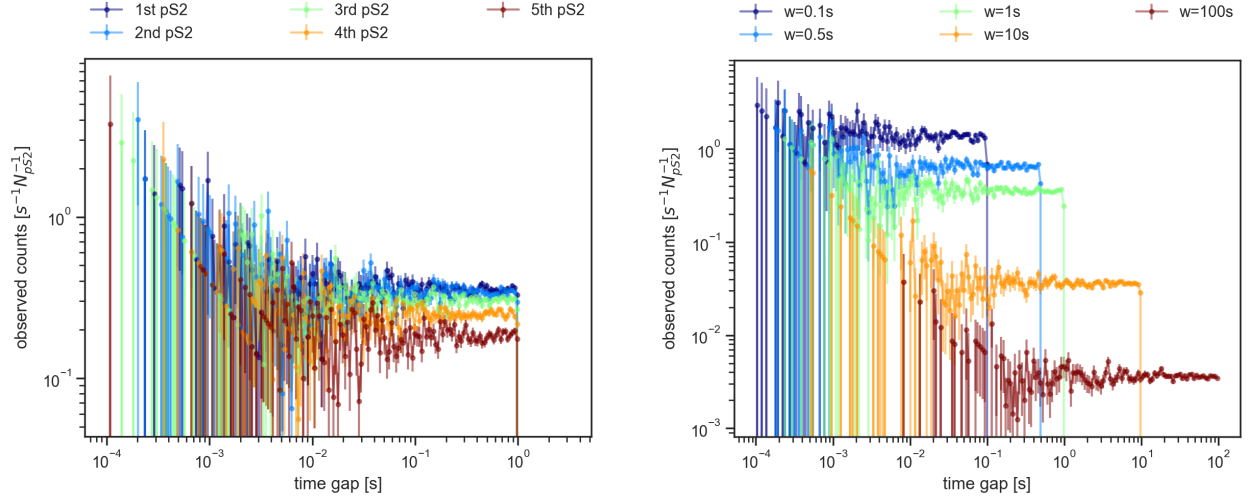 1st pS2
2nd pS2
3rd pS2
4th pS2
5th pS2
observed counts [s⁻¹N⁻¹pS2]
10⁰
10⁻¹
10⁻⁴ 10⁻³ 10⁻² 10⁻¹ 10⁰
time gap [s]
w=0.1s
w=0.5s
w=1s
w=10s
w=100s
observed counts [s⁻¹N⁻¹pS2]
10⁰
10⁻¹
10⁻²
10⁻³
10⁻⁴ 10⁻³ 10⁻² 10⁻¹ 10⁰ 10¹ 10²
time gap [s]